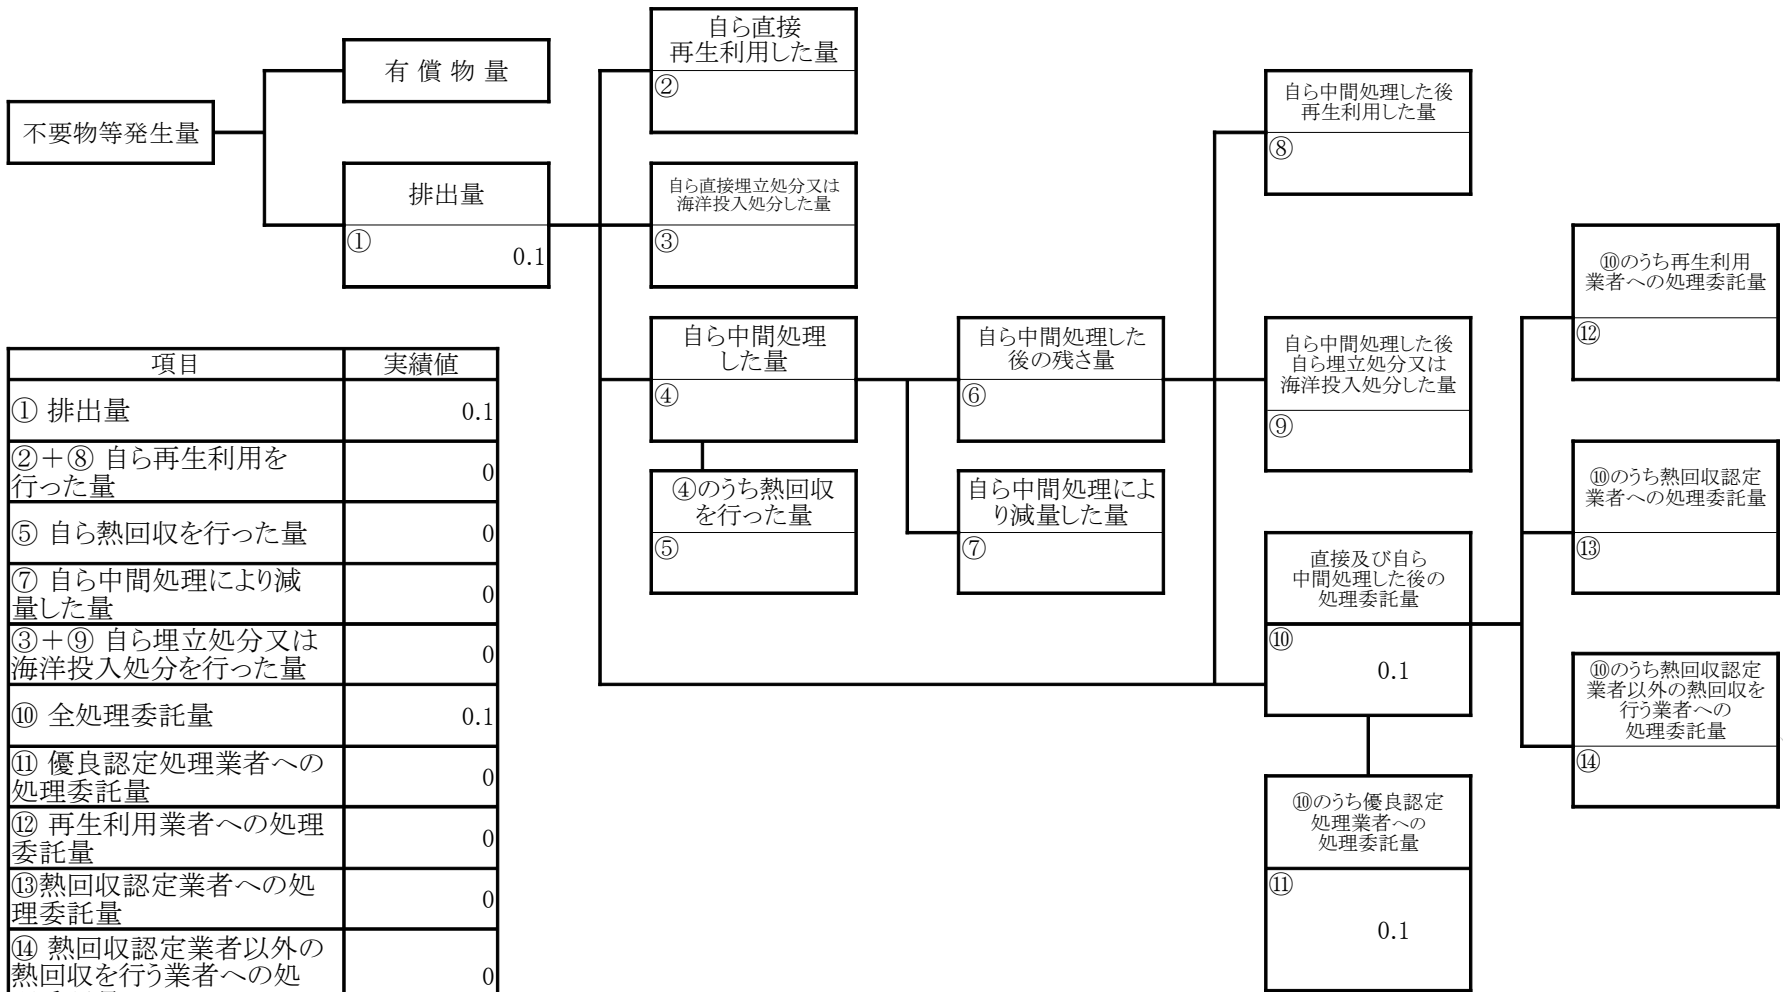 自ら直接
再生利用した量
②
有 償 物 量
不要物等発生量
自ら中間処理した後
再生利用した量
⑧
排出量
①
0.1
自ら直接埋立処分又は
海洋投入処分した量
③
⑩のうち再生利用
業者への処理委託量
⑫
自ら中間処理
した量
④
自ら中間処理した
後の残さ量
⑥
自ら中間処理した後
自ら埋立処分又は
海洋投入処分した量
⑨
④のうち熱回収
を行った量
⑤
自ら中間処理によ
り減量した量
⑦
⑩のうち熱回収認定
業者への処理委託量
⑬
直接及び自ら
中間処理した後の
処理委託量
⑩
0.1
⑩のうち熱回収認定
業者以外の熱回収を
行う業者への
処理委託量
⑭
⑩のうち優良認定
処理業者への
処理委託量
⑪
0.1
項目 実績値
① 排出量 0.1
②＋⑧ 自ら再生利用を
行った量 0
⑤ 自ら熱回収を行った量 0
⑦ 自ら中間処理により減
量した量 0
③＋⑨ 自ら埋立処分又は
海洋投入処分を行った量 0
⑩ 全処理委託量 0.1
⑪ 優良認定処理業者への
処理委託量 0
⑫ 再生利用業者への処理
委託量 0
⑬熱回収認定業者への処
理委託量 0
⑭ 熱回収認定業者以外の
熱回収を行う業者への処 0